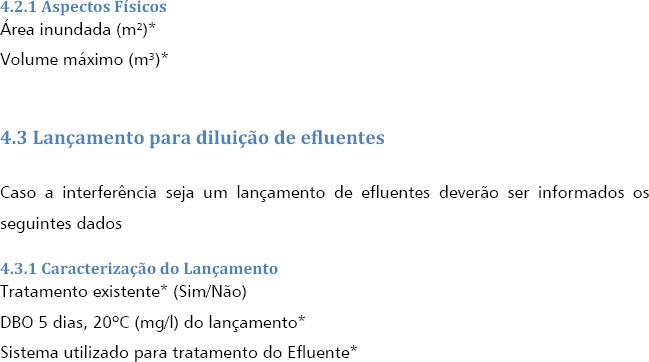 4.2.1 Aspectos Físicos
Área inundada (m²)*
Volume máximo (m³)*
4.3 Lançamento para diluição de efluentes
Caso a interferência seja um lançamento de efluentes deverão ser informados os
seguintes dados
4.3.1 Caracterização do Lançamento
Tratamento existente* (Sim/Não)
DBO 5 dias, 20ºC (mg/l) do lançamento*
Sistema utilizado para tratamento do Efluente*